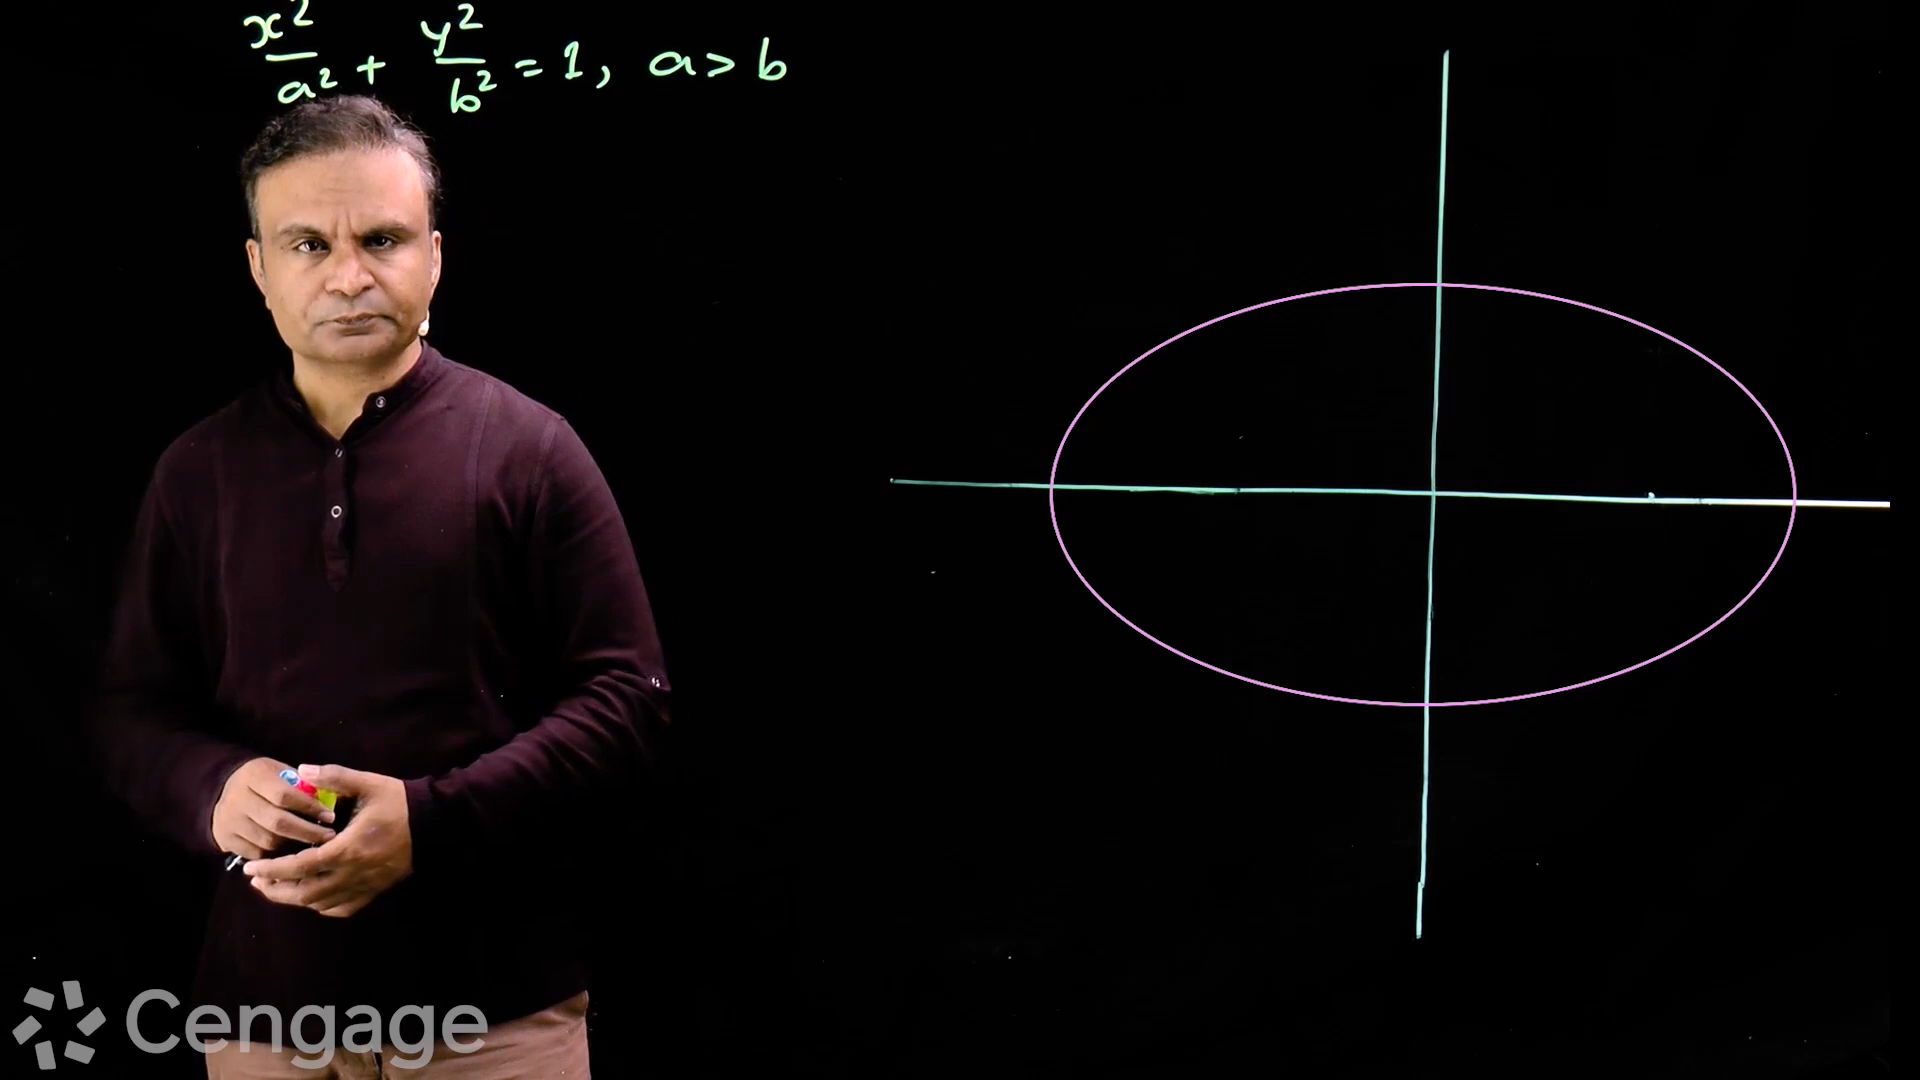 x²/a² + y²/b² = 1, a > b
Cengage